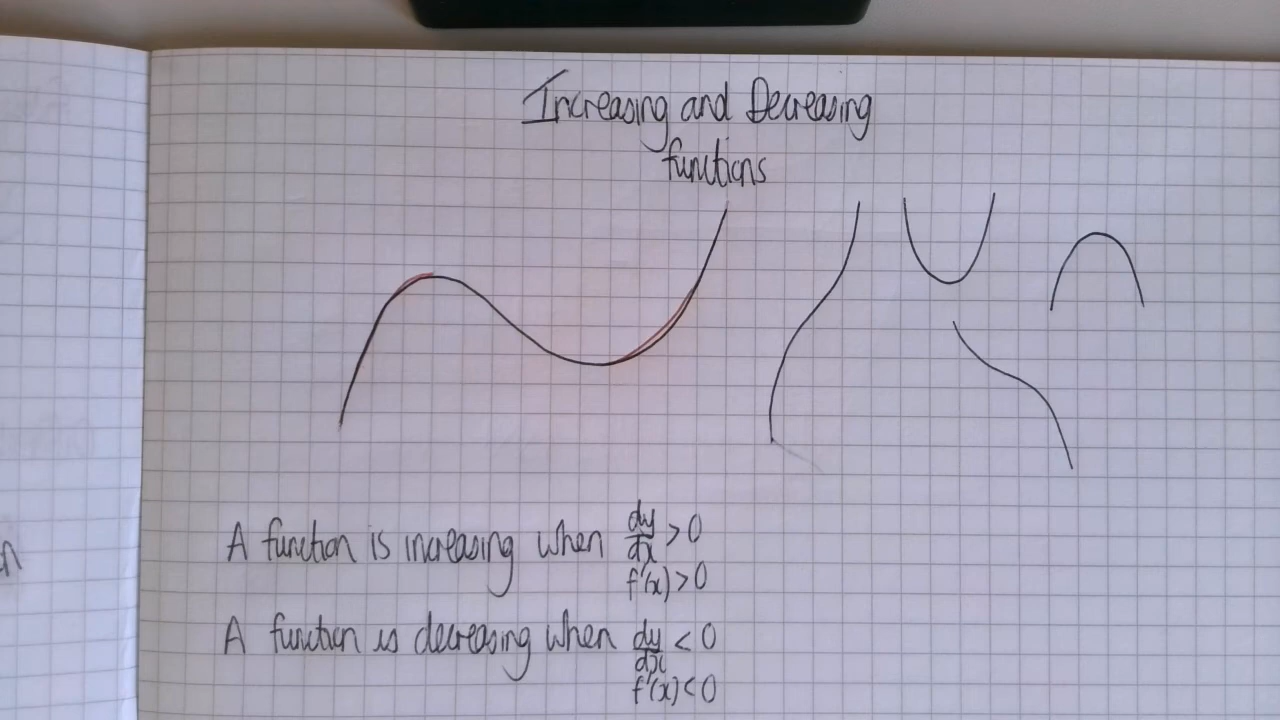 Increasing and Decreasing
functions
A function is increasing when dy/dx > 0
f'(x) > 0
A function is decreasing when dy/dx < 0
f'(x) < 0